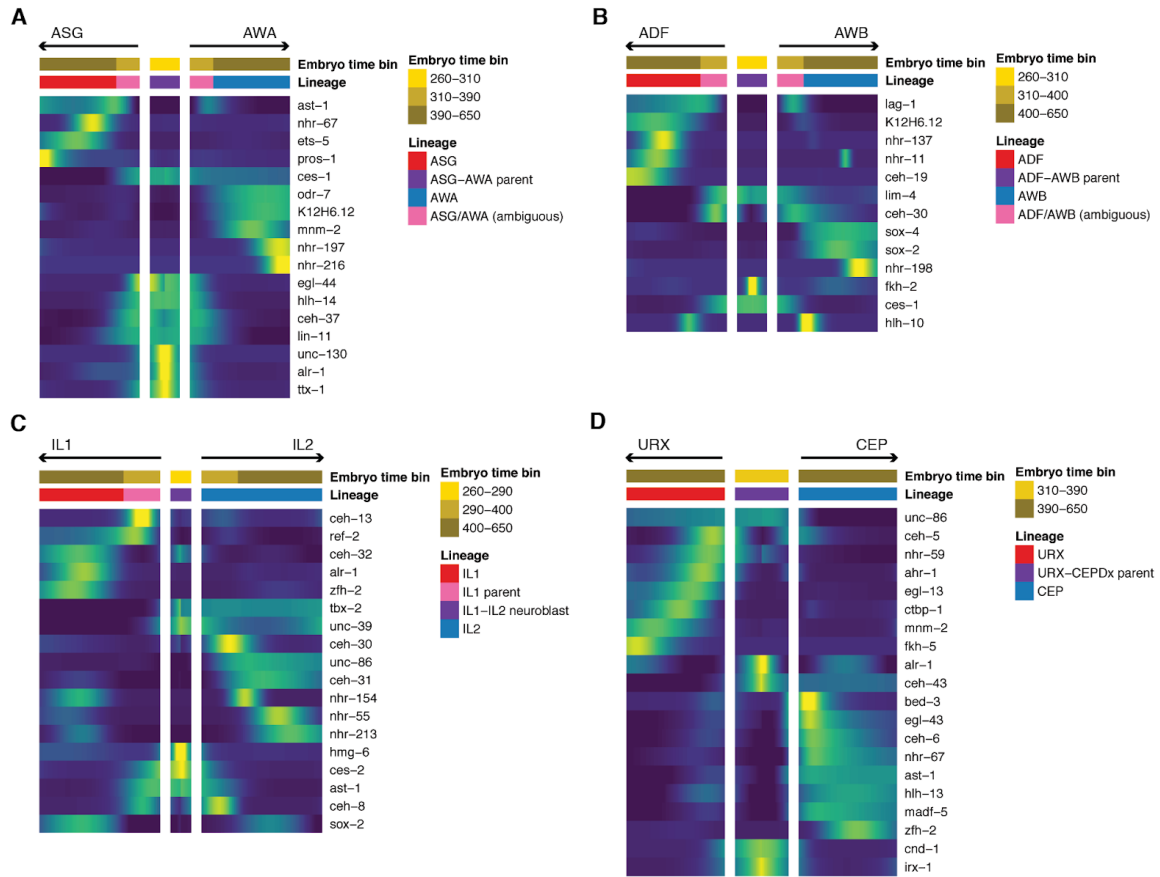 A
ASG AWA
Embryo time bin
Lineage
ast−1
nhr−67
ets−5
pros−1
ces−1
odr−7
K12H6.12
mnm−2
nhr−197
nhr−216
egl−44
hlh−14
ceh−37
lin−11
unc−130
alr−1
ttx−1
Embryo time bin
260−310
310−390
390−650
Lineage
ASG
ASG−AWA parent
AWA
ASG/AWA (ambiguous)
B
ADF AWB
Embryo time bin
Lineage
lag−1
K12H6.12
nhr−137
nhr−11
ceh−19
lim−4
ceh−30
sox−4
sox−2
nhr−198
fkh−2
ces−1
hlh−10
Embryo time bin
260−310
310−400
400−650
Lineage
ADF
ADF−AWB parent
AWB
ADF/AWB (ambiguous)
C
IL1 IL2
Embryo time bin
Lineage
ceh−13
ref−2
ceh−32
alr−1
zfh−2
tbx−2
unc−39
ceh−30
unc−86
ceh−31
nhr−154
nhr−55
nhr−213
hmg−6
ces−2
ast−1
ceh−8
sox−2
Embryo time bin
260−290
290−400
400−650
Lineage
IL1
IL1 parent
IL1−IL2 neuroblast
IL2
D
URX CEP
Embryo time bin
Lineage
unc−86
ceh−5
nhr−59
ahr−1
egl−13
ctbp−1
mnm−2
fkh−5
alr−1
ceh−43
bed−3
egl−43
ceh−6
nhr−67
ast−1
hlh−13
madf−5
zfh−2
cnd−1
irx−1
Embryo time bin
310−390
390−650
Lineage
URX
URX−CEPDx parent
CEP